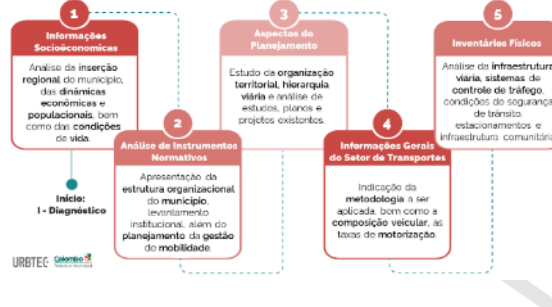 1
Informações
Socioeconomicas
Análise da inserção
regional do município,
das dinâmicas
econômicas e
populacionais, bem
como das condições
de vida.
Início:
I - Diagnóstico
2
Análise de Instrumentos
Normativos
Apresentação da
estrutura organizacional
do município,
levantamento
institucional, além do
planejamento da gestão
de mobilidade.
3
Aspectos do
Planejamento
Estudo da organização
territorial, hierarquia
viária e análise de
estudos, planos e
projetos existentes.
4
Informações Gerais
do Setor de Transportes
Indicação da
metodologia a ser
aplicada, bem como a
composição veicular, as
taxas de motorização.
5
Inventários Físicos
Análise da infraestrutura
viária, sistemas de
controle de tráfego,
condições de segurança
de trânsito,
estacionamentos e
infraestrutura comunitária
URBTEC
Colombo